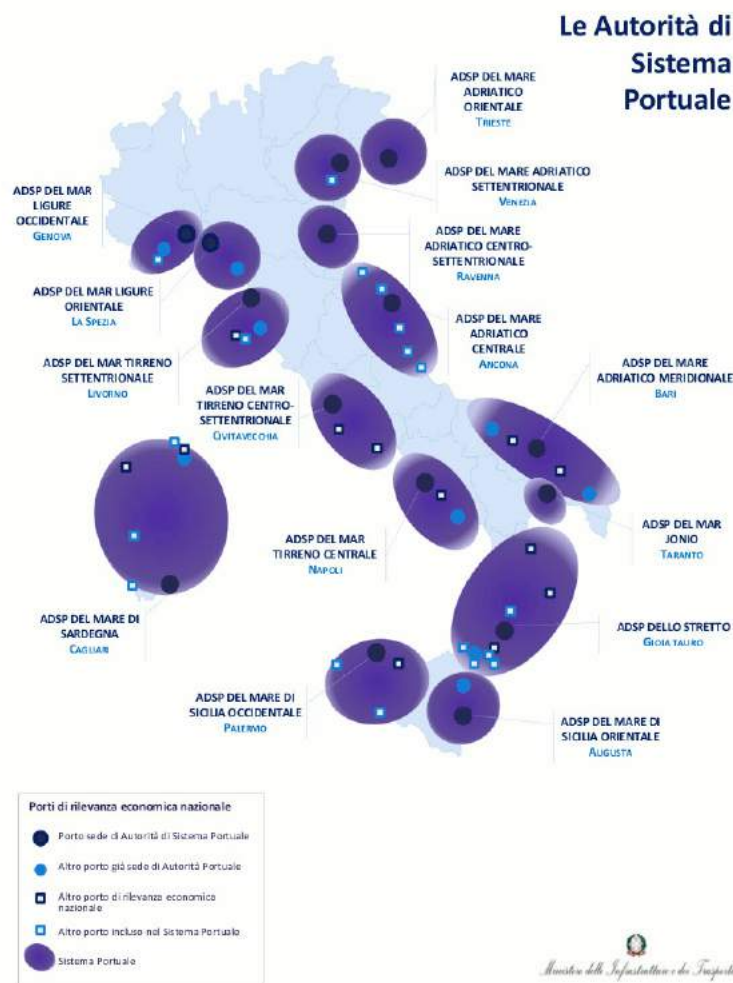 Le Autorità di
Sistema
Portuale
ADSP DEL MARE
ADRIATICO
ORIENTALE
TRIESTE
ADSP DEL MARE ADRIATICO
SETTENTRIONALE
VENEZIA
ADSP DEL MAR
LIGURE
OCCIDENTALE
GENOVA
ADSP DEL MARE
ADRIATICO CENTRO-
SETTENTRIONALE
RAVENNA
ADSP DEL MAR LIGURE
ORIENTALE
LA SPEZIA
ADSP DEL MARE
ADRIATICO
CENTRALE
ANCONA
ADSP DEL MAR TIRRENO
SETTENTRIONALE
LIVORNO
ADSP DEL MARE
ADRIATICO MERIDIONALE
BARI
ADSP DEL MAR
TIRRENO CENTRO-
SETTENTRIONALE
CIVITAVECCHIA
ADSP DEL MAR
JONIO
TARANTO
ADSP DEL MAR
TIRRENO CENTRALE
NAPOLI
ADSP DEL MARE DI
SARDEGNA
CAGLIARI
ADSP DELLO STRETTO
GIOIA TAURO
ADSP DEL MARE DI
SICILIA OCCIDENTALE
PALERMO
ADSP DEL MARE DI
SICILIA ORIENTALE
AUGUSTA
Porti di rilevanza economica nazionale
Porto sede di Autorità di Sistema Portuale
Altro porto già sede di Autorità Portuale
Altro porto di rilevanza economica
nazionale
Altro porto incluso nel Sistema Portuale
Sistema Portuale
Ministero delle Infrastrutture e dei Trasporti